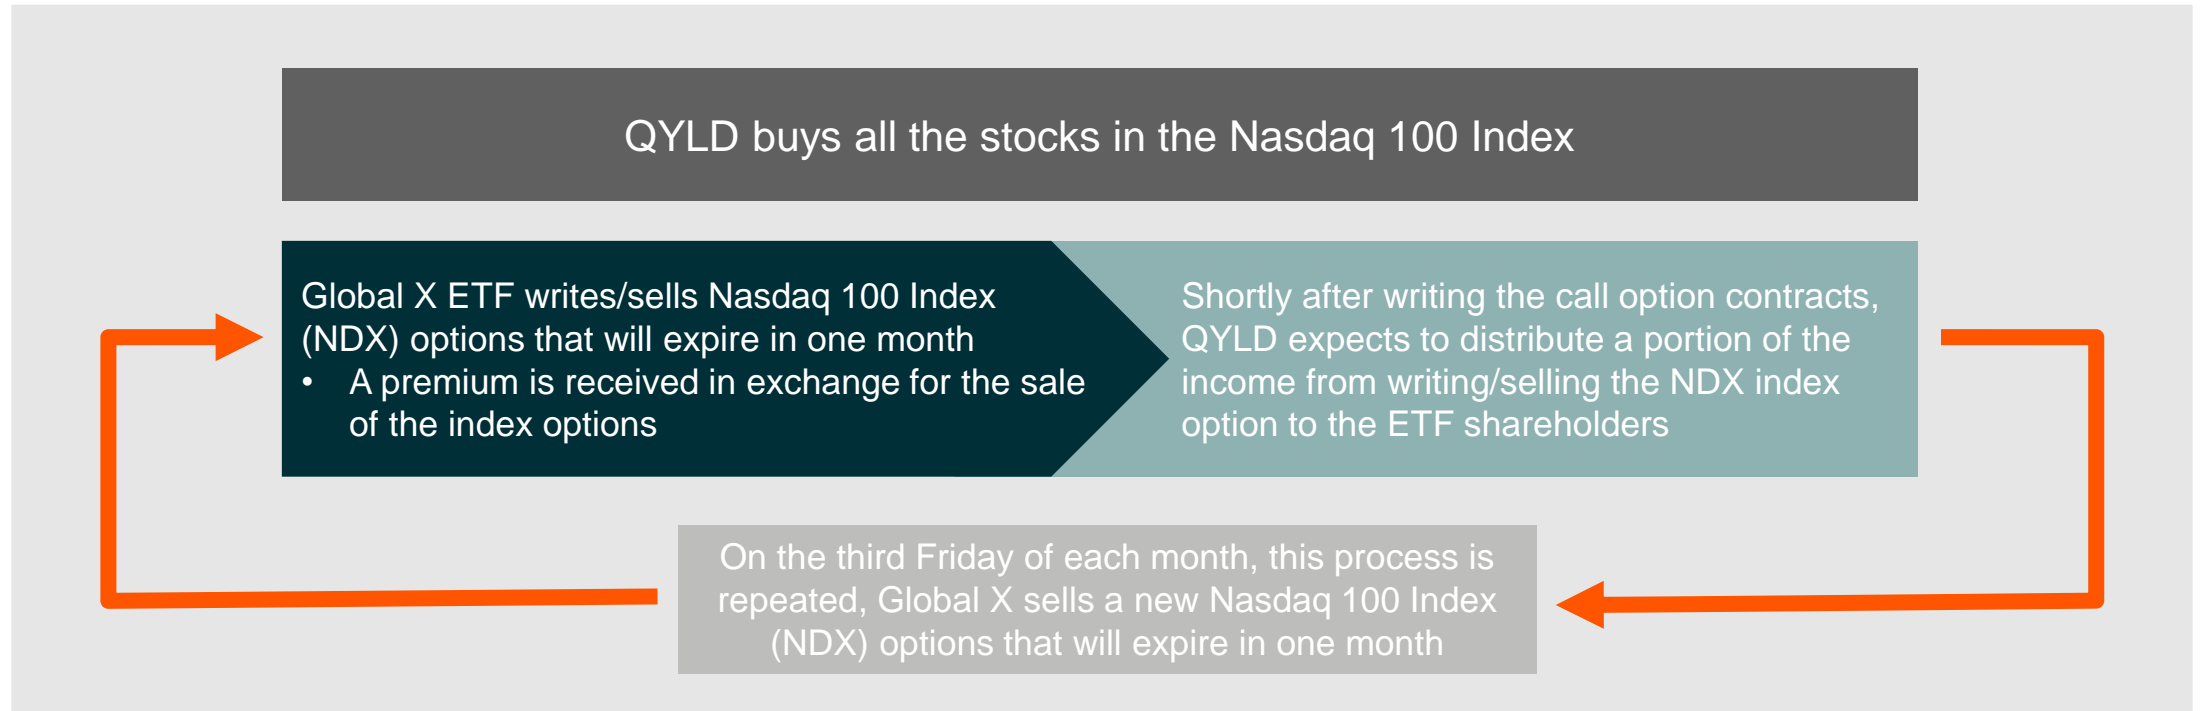 QYLD buys all the stocks in the Nasdaq 100 Index
Global X ETF writes/sells Nasdaq 100 Index
(NDX) options that will expire in one month
• A premium is received in exchange for the sale
of the index options
Shortly after writing the call option contracts,
QYLD expects to distribute a portion of the
income from writing/selling the NDX index
option to the ETF shareholders
On the third Friday of each month, this process is
repeated, Global X sells a new Nasdaq 100 Index
(NDX) options that will expire in one month